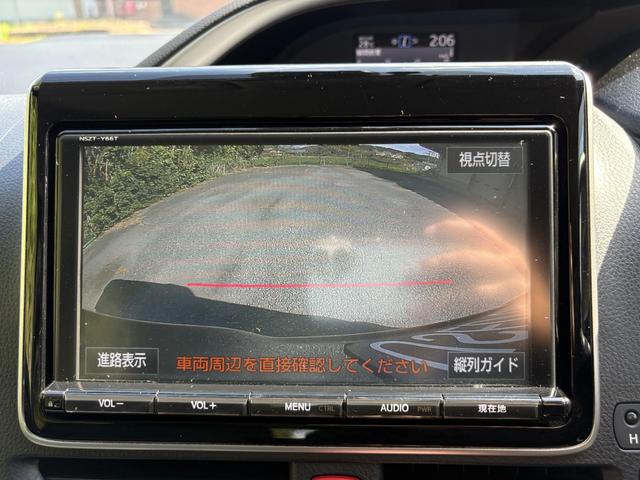 2:06
NSZT-Y66T
視点切替
進路表示
車両周辺を直接確認してください
縦列ガイド
VOL−
VOL+
MENU CTRL
AUDIO PWR
現在地
H